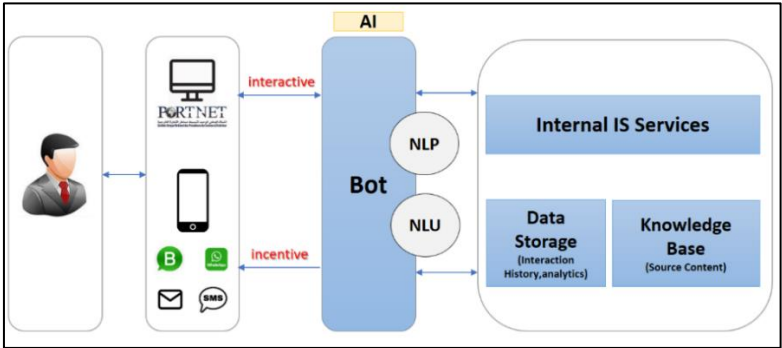 AI
interactive
PORTNET
incentive
B
WhatsApp
SMS
Bot
NLP
NLU
Internal IS Services
Data
Storage
(Interaction
History,analytics)
Knowledge
Base
(Source Content)